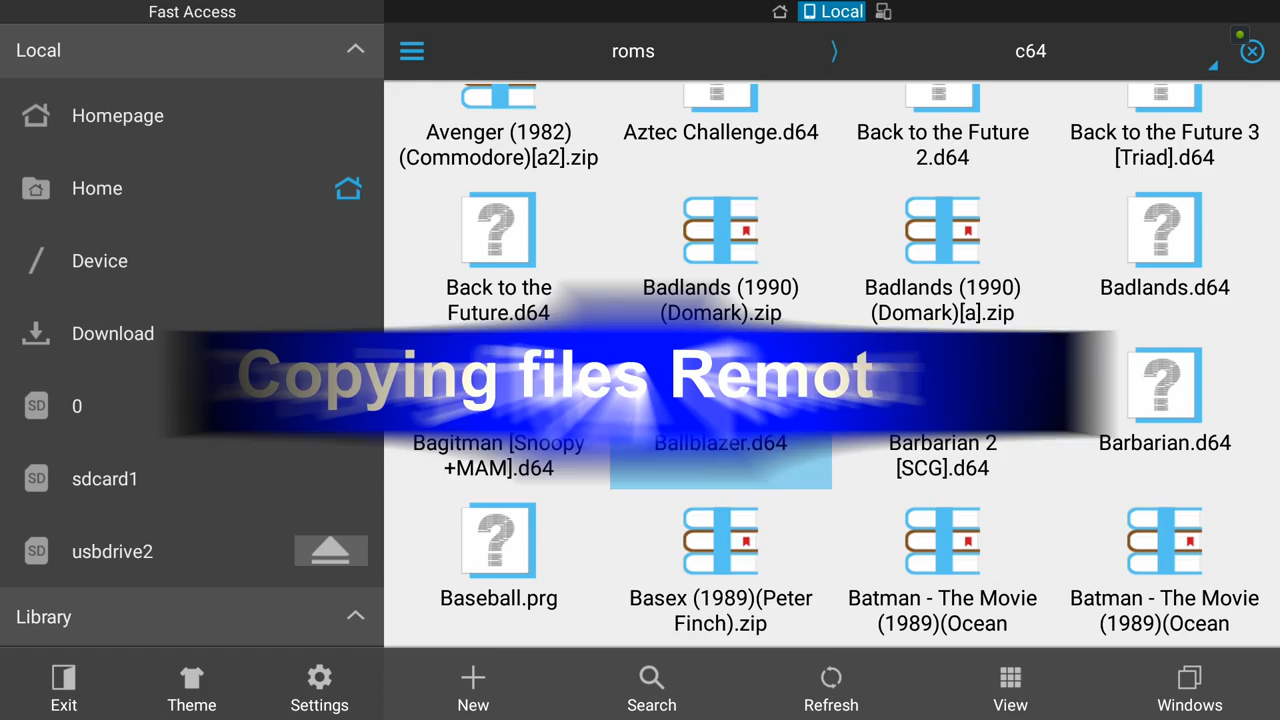 Fast Access
Local
Local
Homepage
Home
Device
Download
SD 0
SD sdcard1
SD usbdrive2
Library
Exit
Theme
Settings
roms
c64
Avenger (1982)
(Commodore)[a2].zip
Aztec Challenge.d64
Back to the Future
2.d64
Back to the Future 3
[Triad].d64
?
?
Back to the
Future.d64
Badlands (1990)
(Domark).zip
Badlands (1990)
(Domark)[a].zip
Badlands.d64
Copying files Remot
?
Bagitman [Snoopy
+MAM].d64
Ballblazer.d64
Barbarian 2
[SCG].d64
Barbarian.d64
?
Baseball.prg
Basex (1989)(Peter
Finch).zip
Batman - The Movie
(1989)(Ocean
Batman - The Movie
(1989)(Ocean
New
Search
Refresh
View
Windows